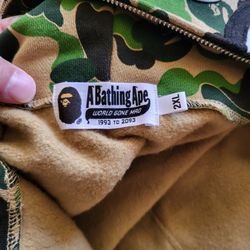 A Bathing Ape
WORLD GONE MAD
1993 TO 2093
2XL